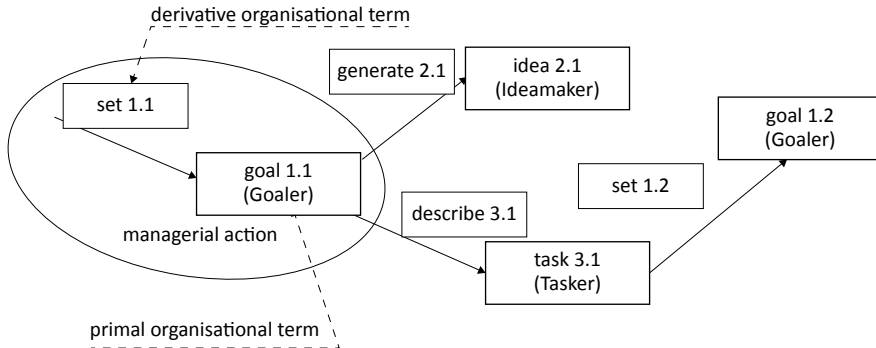 derivative organisational term
generate 2.1
idea 2.1
(Ideamaker)
set 1.1
goal 1.2
(Goaler)
goal 1.1
(Goaler)
set 1.2
describe 3.1
managerial action
task 3.1
(Tasker)
primal organisational term